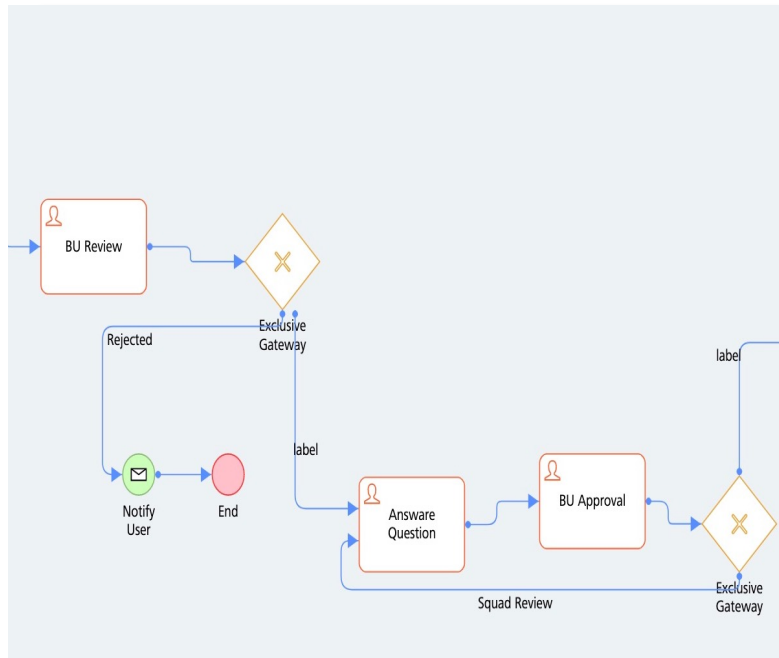 BU Review
Exclusive
Gateway
Rejected
label
label
Notify
User
End
Answare
Question
BU Approval
Exclusive
Gateway
Squad Review